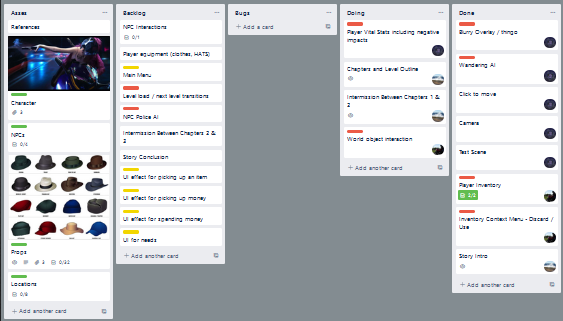 Asses
References
Character
3
NPCs
0/4
Props
3
0/32
Locations
0/8
+ Add another card
Backlog
NPC Interactions
0/1
Player equipment (clothes, HATS)
Main Menu
Level load / next level transitions
NPC Police AI
Intermission Between Chapters 2 &
2
Story Conclusion
UI effect for picking up an item
UI effect for picking up money
UI effect for spending money
UI for needs
+ Add another card
Bugs
+ Add a card
Doing
Player Vital Stats including negative
impacts
Chapters and Level Outline
Intermission Between Chapters 1 &
2
World object interaction
+ Add another card
Done
Blurry Overlay / thingo
Wandering AI
Click to move
Camera
Test Scene
Player Inventory
2/2
Inventory Context Menu - Discard /
Use
Story Intro
+ Add another card